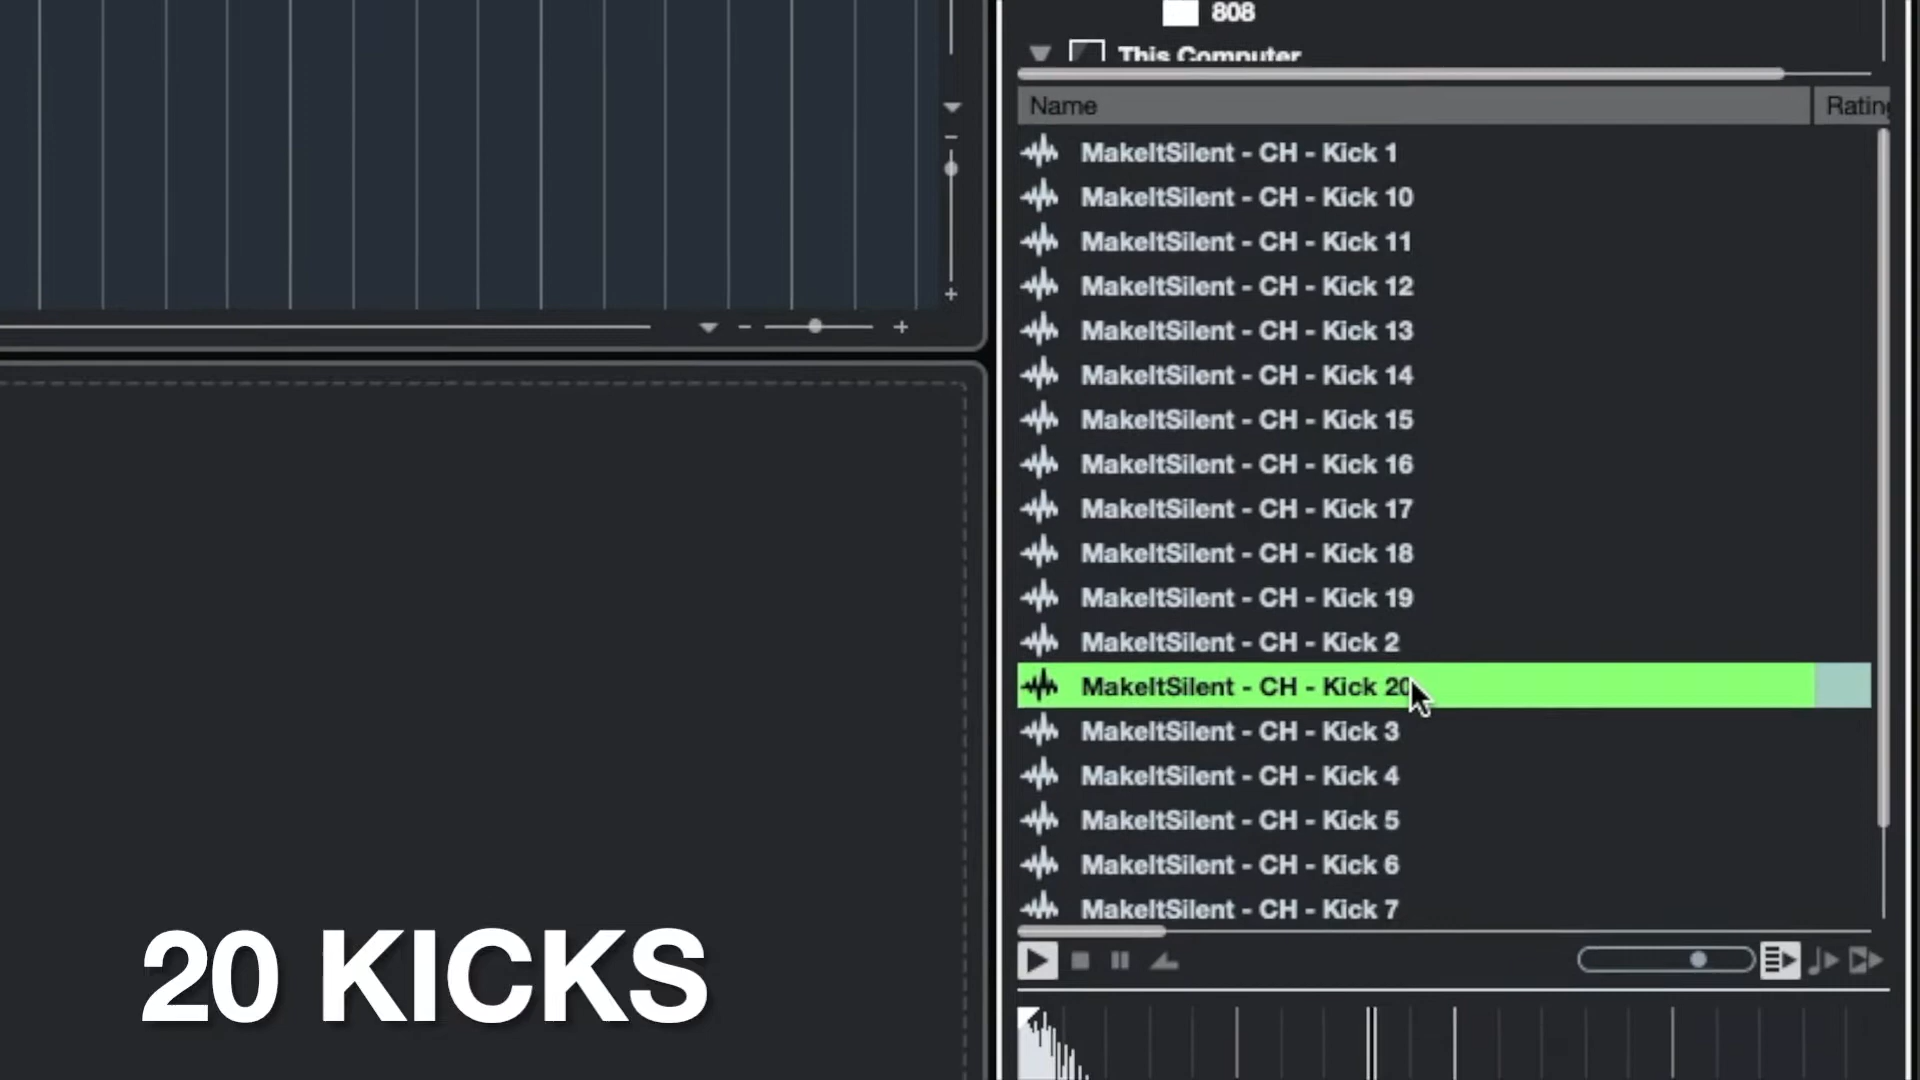 808
This Computer
Name Rating
MakeItSilent - CH - Kick 1
MakeItSilent - CH - Kick 10
MakeItSilent - CH - Kick 11
MakeItSilent - CH - Kick 12
MakeItSilent - CH - Kick 13
MakeItSilent - CH - Kick 14
MakeItSilent - CH - Kick 15
MakeItSilent - CH - Kick 16
MakeItSilent - CH - Kick 17
MakeItSilent - CH - Kick 18
MakeItSilent - CH - Kick 19
MakeItSilent - CH - Kick 2
MakeItSilent - CH - Kick 20
MakeItSilent - CH - Kick 3
MakeItSilent - CH - Kick 4
MakeItSilent - CH - Kick 5
MakeItSilent - CH - Kick 6
MakeItSilent - CH - Kick 7
20 KICKS